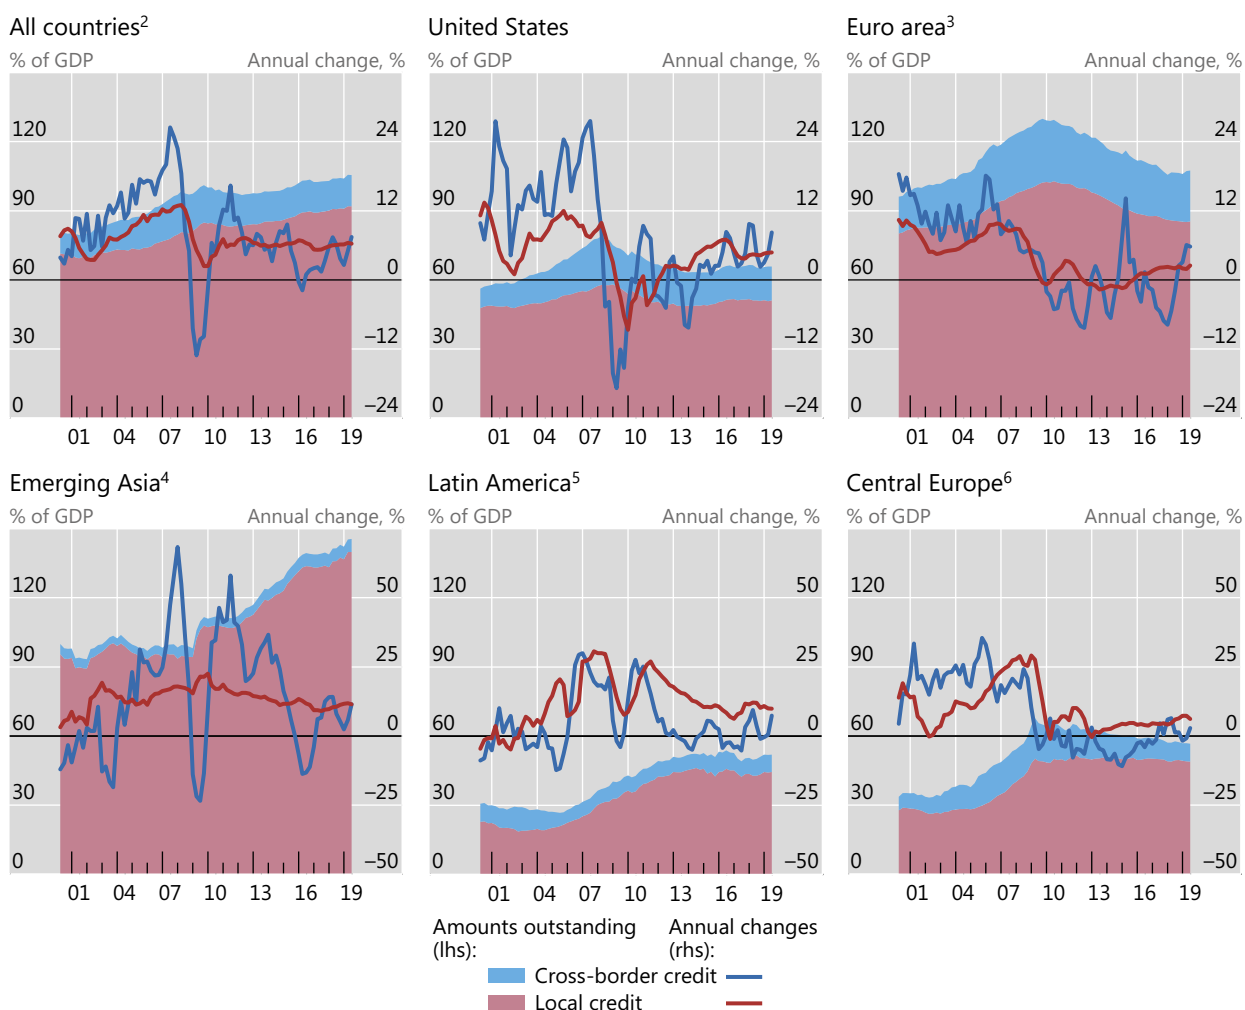 All countries2
United States
Euro area3
% of GDP Annual change, %
% of GDP Annual change, %
% of GDP Annual change, %
120 24
120 24
120 24
90 12
90 12
90 12
60 0
60 0
60 0
30 –12
30 –12
30 –12
0 –24
0 –24
0 –24
01 04 07 10 13 16 19
01 04 07 10 13 16 19
01 04 07 10 13 16 19
Emerging Asia4
Latin America5
Central Europe6
% of GDP Annual change, %
% of GDP Annual change, %
% of GDP Annual change, %
120 50
120 50
120 50
90 25
90 25
90 25
60 0
60 0
60 0
30 –25
30 –25
30 –25
0 –50
0 –50
0 –50
01 04 07 10 13 16 19
01 04 07 10 13 16 19
01 04 07 10 13 16 19
Amounts outstanding Annual changes
(lhs): (rhs):
Cross-border credit
Local credit